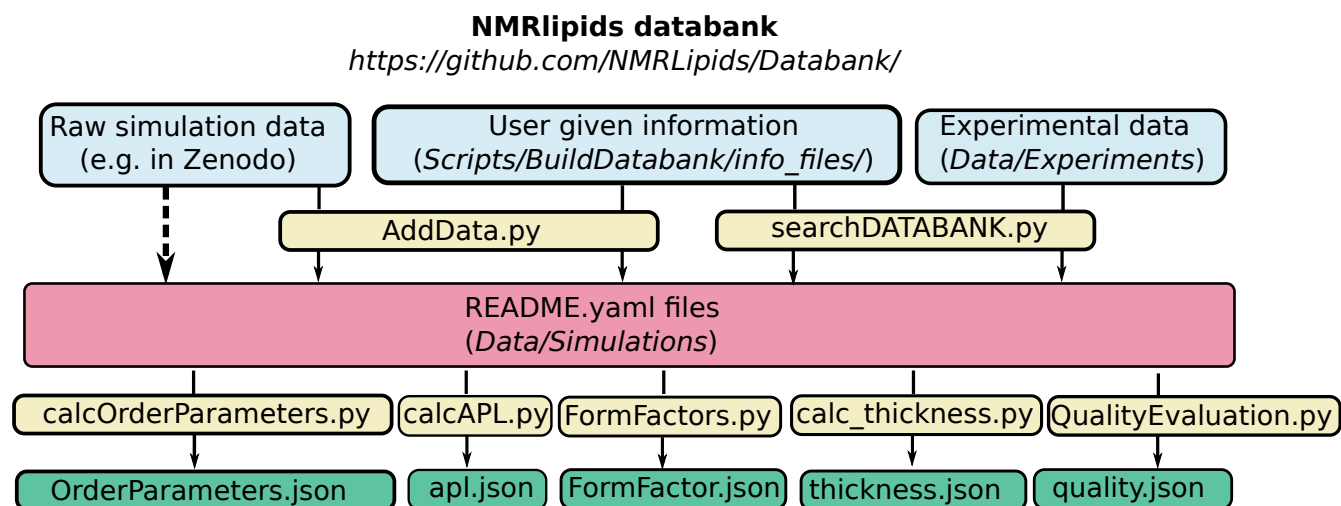 NMRlipids databank
https://github.com/NMRLipids/Databank/
Raw simulation data
(e.g. in Zenodo)
User given information
(Scripts/BuildDatabank/info_files/)
Experimental data
(Data/Experiments)
AddData.py
searchDATABANK.py
README.yaml files
(Data/Simulations)
calcOrderParameters.py
calcAPL.py
FormFactors.py
calc_thickness.py
QualityEvaluation.py
OrderParameters.json
apl.json
FormFactor.json
thickness.json
quality.json